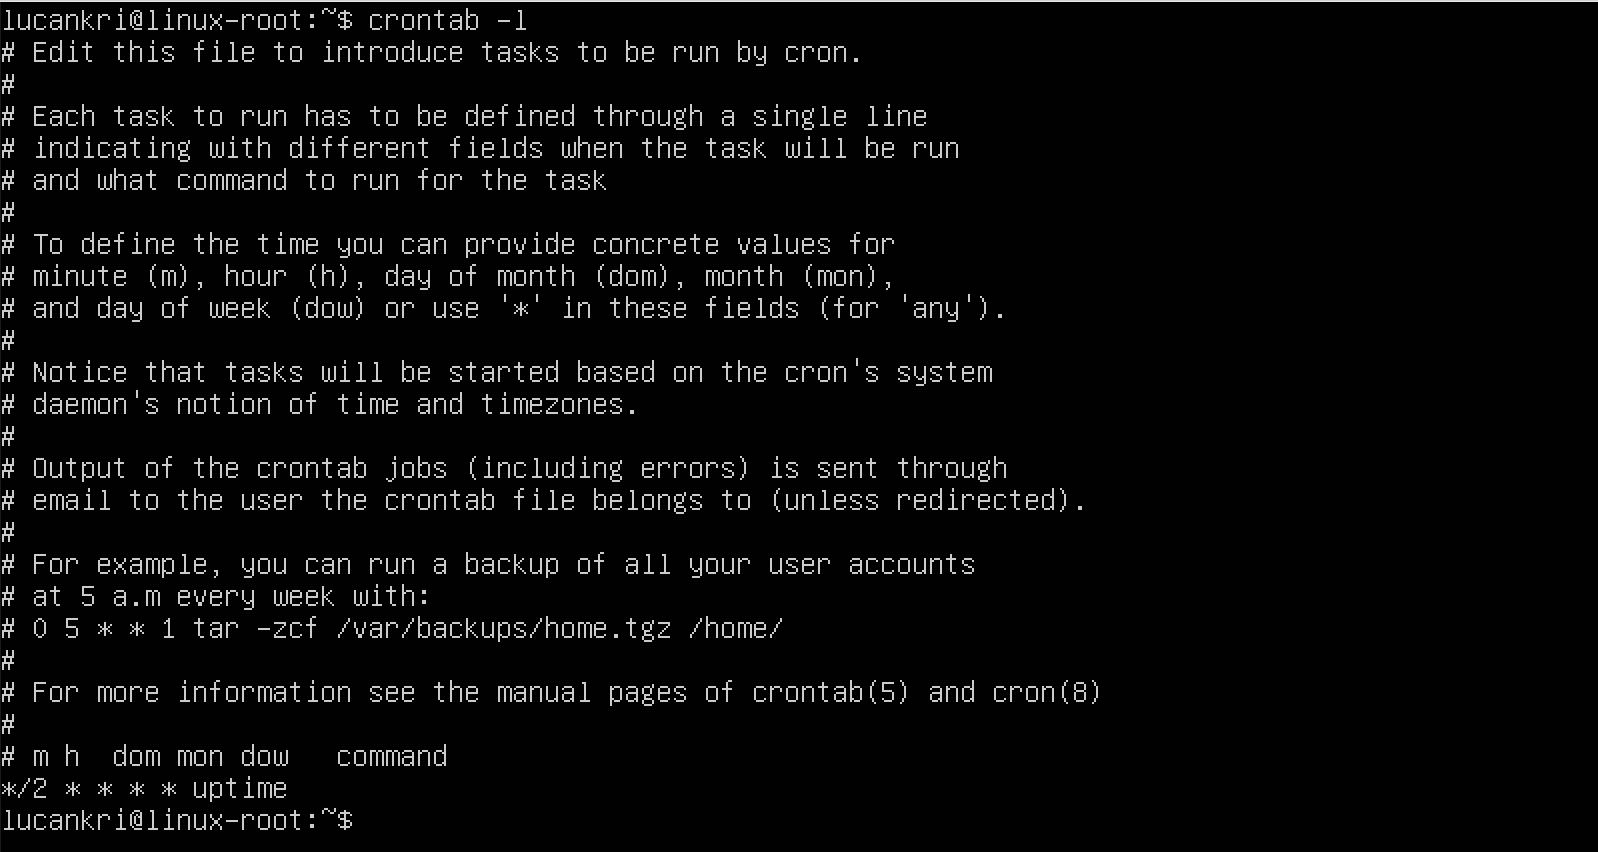 lucankri@linux-root:~$ crontab -l
# Edit this file to introduce tasks to be run by cron.
#
# Each task to run has to be defined through a single line
# indicating with different fields when the task will be run
# and what command to run for the task
#
# To define the time you can provide concrete values for
# minute (m), hour (h), day of month (dom), month (mon),
# and day of week (dow) or use '*' in these fields (for 'any').
#
# Notice that tasks will be started based on the cron's system
# daemon's notion of time and timezones.
#
# Output of the crontab jobs (including errors) is sent through
# email to the user the crontab file belongs to (unless redirected).
#
# For example, you can run a backup of all your user accounts
# at 5 a.m every week with:
# 0 5 * * 1 tar -zcf /var/backups/home.tgz /home/
#
# For more information see the manual pages of crontab(5) and cron(8)
#
# m h  dom mon dow   command
*/2 * * * * uptime
lucankri@linux-root:~$